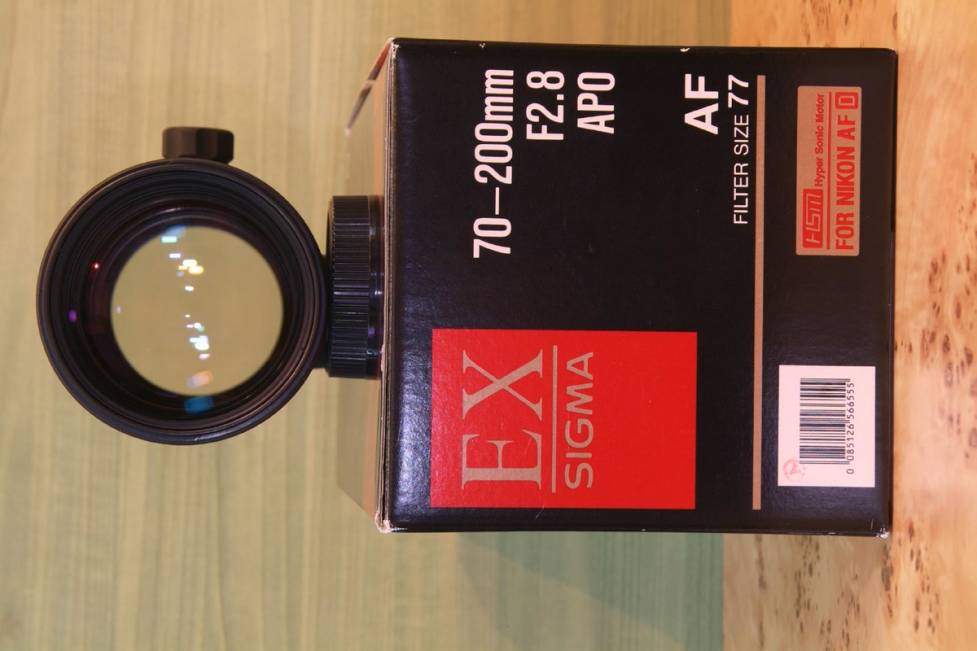 70–200mm
F2.8
APO
EX
SIGMA
AF
FILTER SIZE 77
HSM Hyper Sonic Motor
FOR NIKON AF D
0 085126 566555